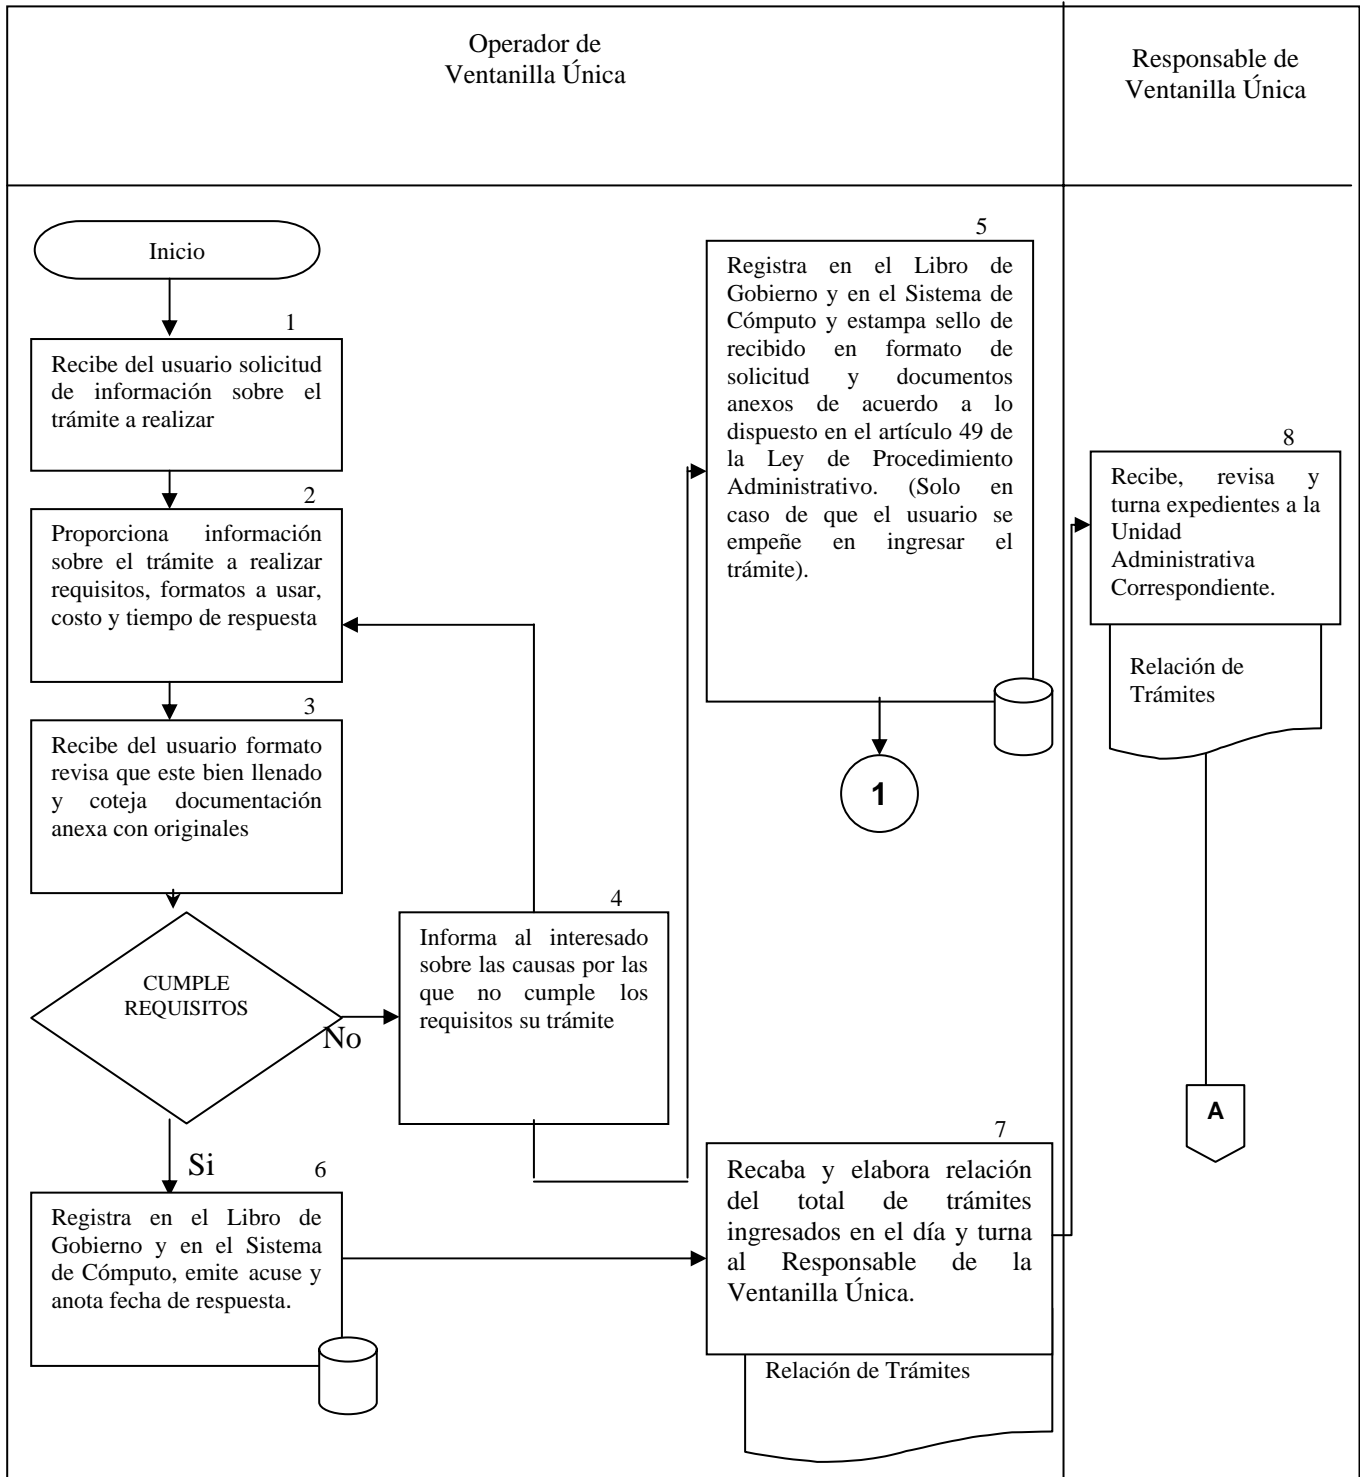 Operador de
Ventanilla Única
Responsable de
Ventanilla Única
Inicio
1
Recibe del usuario solicitud
de información sobre el
trámite a realizar
2
Proporciona información
sobre el trámite a realizar
requisitos, formatos a usar,
costo y tiempo de respuesta
3
Recibe del usuario formato
revisa que este bien llenado
y coteja documentación
anexa con originales
CUMPLE
REQUISITOS
No
Si
4
Informa al interesado
sobre las causas por las
que no cumple los
requisitos su trámite
5
Registra en el Libro de
Gobierno y en el Sistema de
Cómputo y estampa sello de
recibido en formato de
solicitud y documentos
anexos de acuerdo a lo
dispuesto en el artículo 49 de
la Ley de Procedimiento
Administrativo. (Solo en
caso de que el usuario se
empeñe en ingresar el
trámite).
1
6
Registra en el Libro de
Gobierno y en el Sistema
de Cómputo, emite acuse y
anota fecha de respuesta.
7
Recaba y elabora relación
del total de trámites
ingresados en el día y turna
al Responsable de la
Ventanilla Única.
Relación de Trámites
8
Recibe, revisa y
turna expedientes a la
Unidad
Administrativa
Correspondiente.
Relación de
Trámites
A